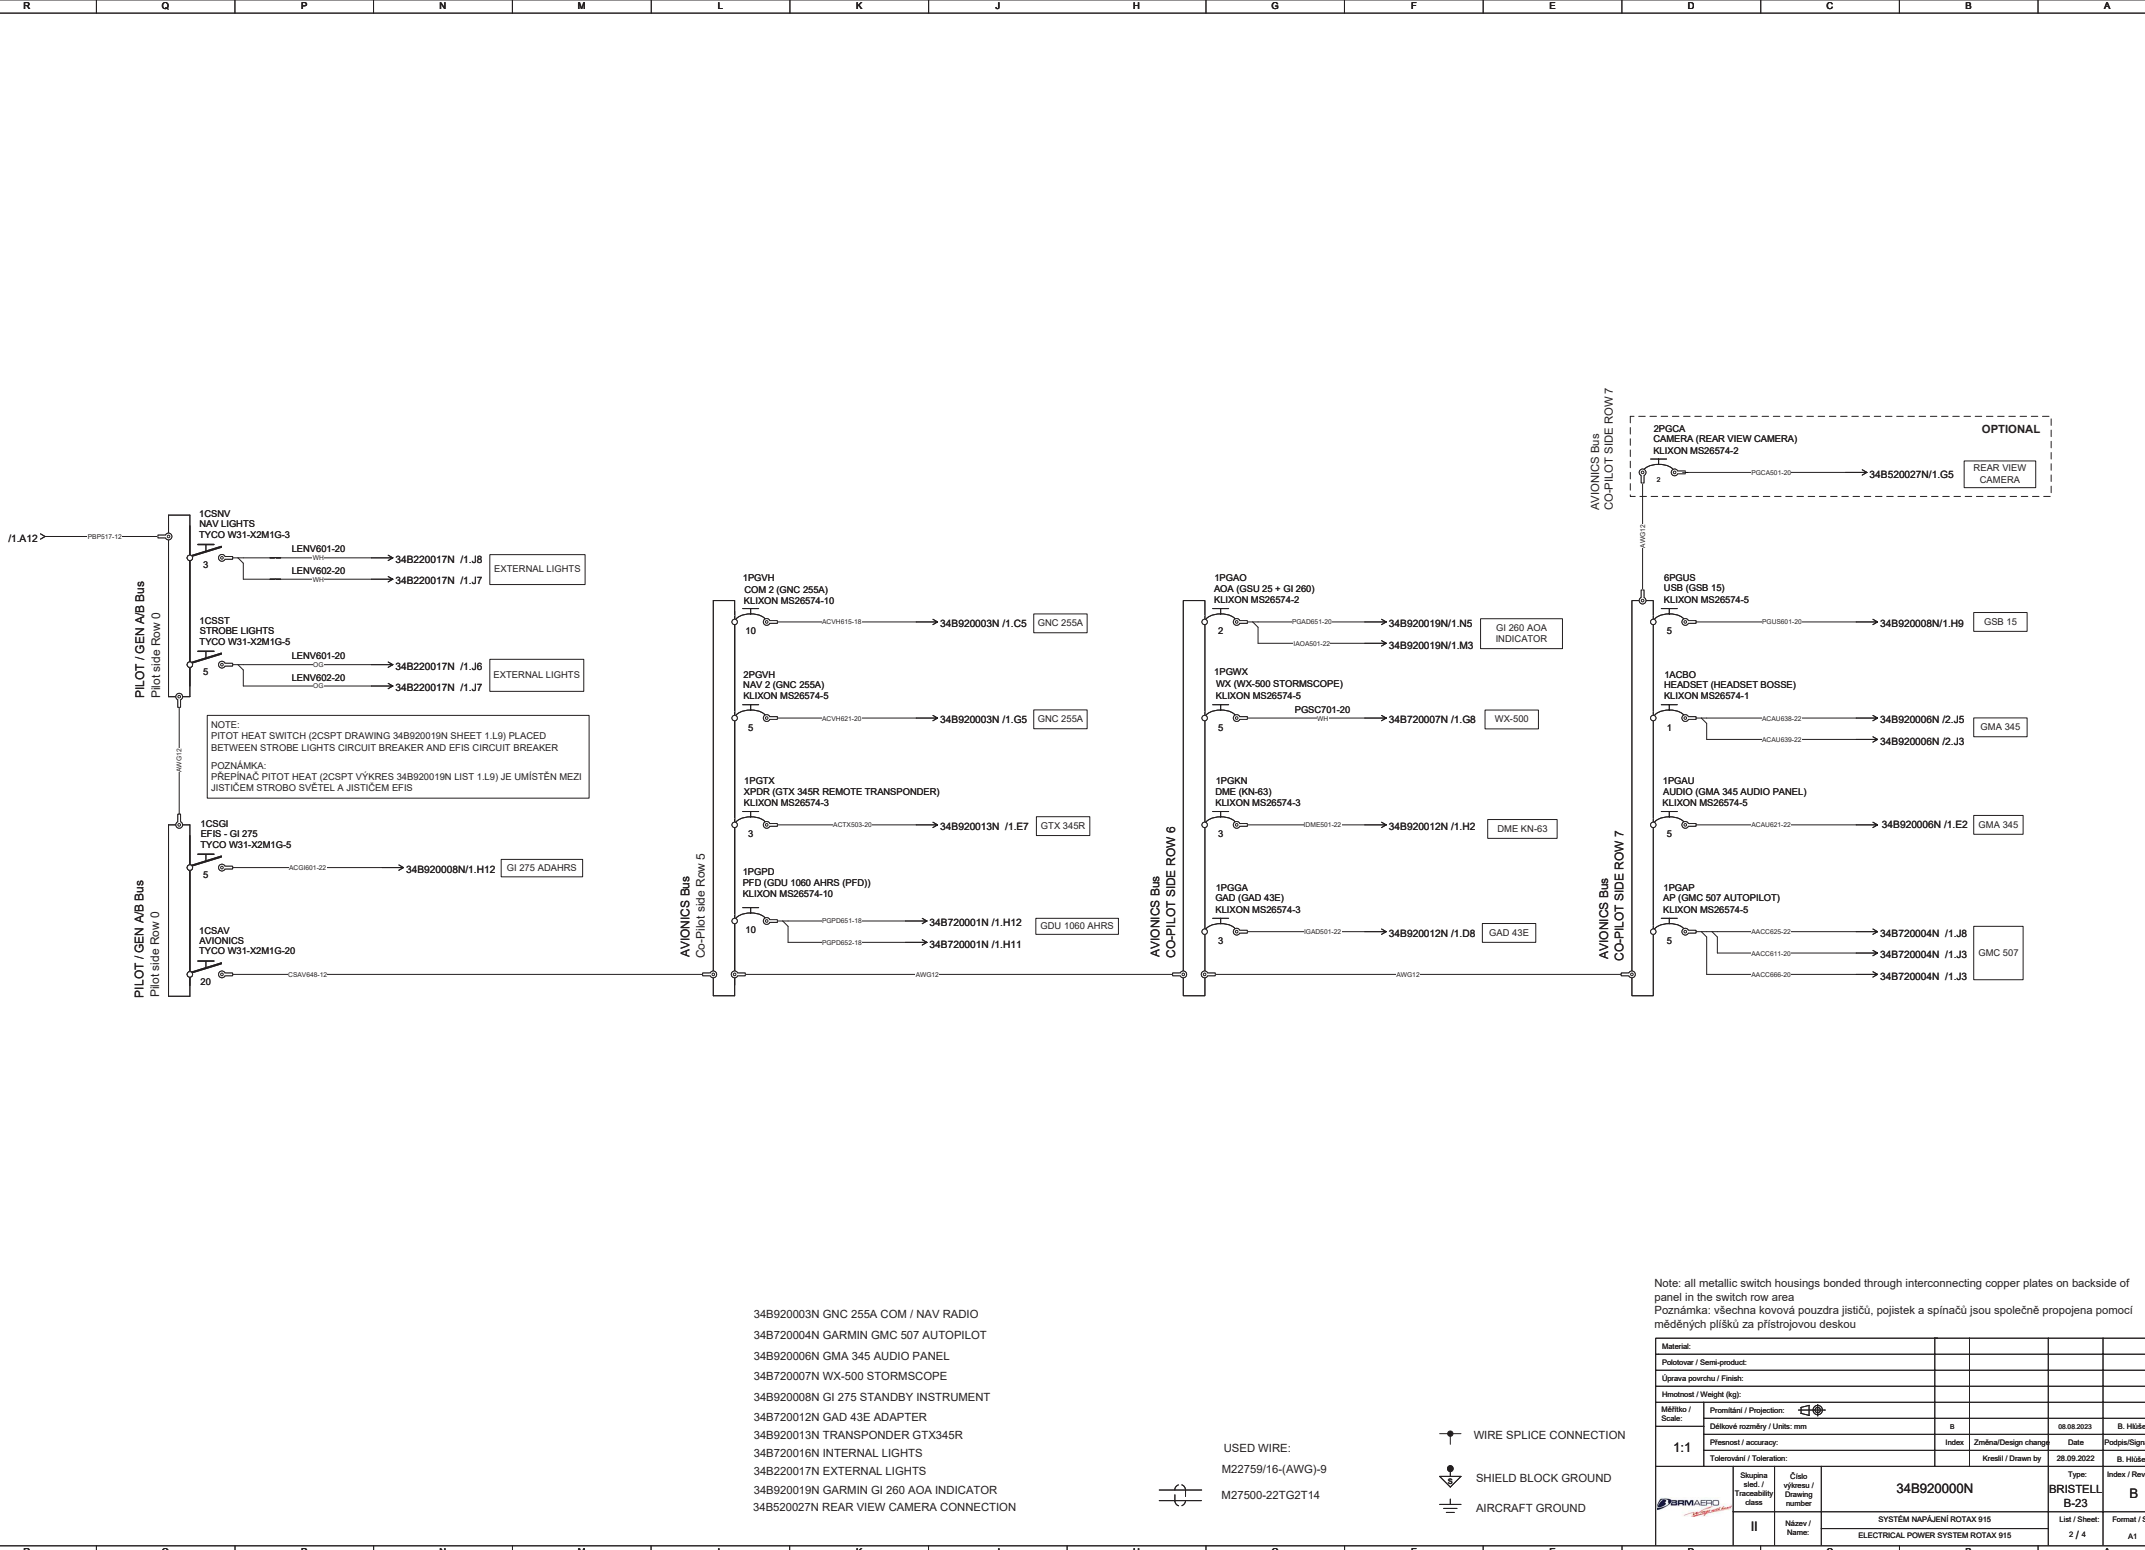 R Q P N M L K J H G F E D C B A
/1.A12
PBP517-12
PILOT / GEN A/B Bus
Pilot side Row 0
1CSNV
NAV LIGHTS
TYCO W31-X2M1G-3
3
LENV601-20
WH
34B220017N /1.J8
LENV602-20
WH
34B220017N /1.J7
EXTERNAL LIGHTS
1CSST
STROBE LIGHTS
TYCO W31-X2M1G-5
5
LENV601-20
OG
34B220017N /1.J6
LENV602-20
OG
34B220017N /1.J7
EXTERNAL LIGHTS
AWG12
NOTE:
PITOT HEAT SWITCH (2CSPT DRAWING 34B920019N SHEET 1.L9) PLACED
BETWEEN STROBE LIGHTS CIRCUIT BREAKER AND EFIS CIRCUIT BREAKER
POZNÁMKA:
PŘEPÍNAČ PITOT HEAT (2CSPT VÝKRES 34B920019N LIST 1.L9) JE UMÍSTĚN MEZI
JISTIČEM STROBO SVĚTEL A JISTIČEM EFIS
PILOT / GEN A/B Bus
Pilot side Row 0
1CSGI
EFIS - GI 275
TYCO W31-X2M1G-5
5
ACGI601-22
34B920008N/1.H12
GI 275 ADAHRS
1CSAV
AVIONICS
TYCO W31-X2M1G-20
20
CSAV648-12
AVIONICS Bus
Co-Pilot side Row 5
1PGVH
COM 2 (GNC 255A)
KLIXON MS26574-10
10
ACVH615-18
34B920003N /1.C5
GNC 255A
2PGVH
NAV 2 (GNC 255A)
KLIXON MS26574-5
5
ACVH621-20
34B920003N /1.G5
GNC 255A
1PGTX
XPDR (GTX 345R REMOTE TRANSPONDER)
KLIXON MS26574-3
3
ACTX503-20
34B920013N /1.E7
GTX 345R
1PGPD
PFD (GDU 1060 AHRS (PFD))
KLIXON MS26574-10
10
PGPD651-18
34B720001N /1.H12
PGPD652-18
34B720001N /1.H11
GDU 1060 AHRS
AWG12
AVIONICS Bus
CO-PILOT SIDE ROW 6
1PGAO
AOA (GSU 25 + GI 260)
KLIXON MS26574-2
2
PGAD651-20
34B920019N/1.N5
IAOA501-22
34B920019N/1.M3
GI 260 AOA
INDICATOR
1PGWX
WX (WX-500 STORMSCOPE)
KLIXON MS26574-5
5
PGSC701-20
WH
34B720007N /1.G8
WX-500
1PGKN
DME (KN-63)
KLIXON MS26574-3
3
IDME501-22
34B920012N /1.H2
DME KN-63
1PGGA
GAD (GAD 43E)
KLIXON MS26574-3
3
IGAD501-22
34B920012N /1.D8
GAD 43E
AWG12
AVIONICS Bus
CO-PILOT SIDE ROW 7
2PGCA
CAMERA (REAR VIEW CAMERA)
KLIXON MS26574-2
OPTIONAL
2
PGCA501-20
34B520027N/1.G5
REAR VIEW
CAMERA
AWG12
AVIONICS Bus
CO-PILOT SIDE ROW 7
6PGUS
USB (GSB 15)
KLIXON MS26574-5
5
PGUS601-20
34B920008N/1.H9
GSB 15
1ACBO
HEADSET (HEADSET BOSSE)
KLIXON MS26574-1
1
ACAU638-22
34B920006N /2.J5
ACAU639-22
34B920006N /2.J3
GMA 345
1PGAU
AUDIO (GMA 345 AUDIO PANEL)
KLIXON MS26574-5
5
ACAU621-22
34B920006N /1.E2
GMA 345
1PGAP
AP (GMC 507 AUTOPILOT)
KLIXON MS26574-5
5
AACC625-22
34B720004N /1.J8
AACC611-20
34B720004N /1.J3
AACC666-20
34B720004N /1.J3
GMC 507
34B920003N GNC 255A COM / NAV RADIO
34B720004N GARMIN GMC 507 AUTOPILOT
34B920006N GMA 345 AUDIO PANEL
34B720007N WX-500 STORMSCOPE
34B920008N GI 275 STANDBY INSTRUMENT
34B720012N GAD 43E ADAPTER
34B920013N TRANSPONDER GTX345R
34B720016N INTERNAL LIGHTS
34B220017N EXTERNAL LIGHTS
34B920019N GARMIN GI 260 AOA INDICATOR
34B520027N REAR VIEW CAMERA CONNECTION
USED WIRE:
M22759/16-(AWG)-9
M27500-22TG2T14
WIRE SPLICE CONNECTION
S
SHIELD BLOCK GROUND
AIRCRAFT GROUND
Note: all metallic switch housings bonded through interconnecting copper plates on backside of
panel in the switch row area
Poznámka: všechna kovová pouzdra jističů, pojistek a spínačů jsou společně propojena pomocí
měděných plíšků za přístrojovou deskou
Material:
Polotovar / Semi-product:
Úprava povrchu / Finish:
Hmotnost / Weight (kg):
Měřítko /
Scale:
1:1
Promítání / Projection:
Délkové rozměry / Units: mm
B 08.08.2023 B. Hlůše
Přesnost / accuracy:
Index Změna/Design change Date Podpis/Sign
Tolerování / Toleration:
Kreslil / Drawn by 28.09.2022 B. Hlůše
BRMAERO
Skupina
sled. /
Traceability
class
II
Číslo
výkresu /
Drawing
number
34B920000N
Type:
BRISTELL
B-23
Index / Rev
B
Název /
Name:
SYSTÉM NAPÁJENÍ ROTAX 915
ELECTRICAL POWER SYSTEM ROTAX 915
List / Sheet:
2 / 4
Format / S
A1